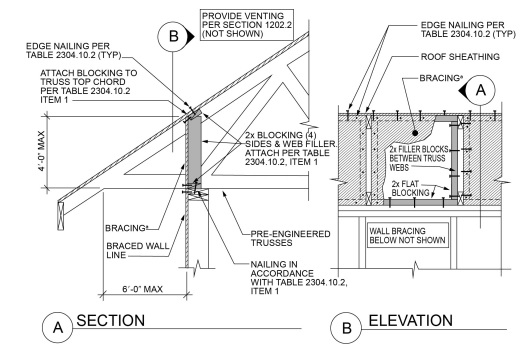 PROVIDE VENTING
PER SECTION 1202.2
(NOT SHOWN)
B
EDGE NAILING PER
TABLE 2304.10.2 (TYP)
ATTACH BLOCKING TO
TRUSS TOP CHORD
PER TABLE 2304.10.2
ITEM 1
4'-0" MAX
2x BLOCKING (4)
SIDES & WEB FILLER.
ATTACH PER TABLE
2304.10.2, ITEM 1
BRACING*
BRACED WALL
LINE
PRE-ENGINEERED
TRUSSES
NAILING IN
ACCORDANCE
WITH TABLE 2304.10.2,
ITEM 1
6'-0" MAX
A
SECTION
EDGE NAILING PER
TABLE 2304.10.2 (TYP)
ROOF SHEATHING
BRACING*
A
2x FILLER BLOCKS
BETWEEN TRUSS
WEBS
2x FLAT
BLOCKING
WALL BRACING
BELOW NOT SHOWN
B
ELEVATION